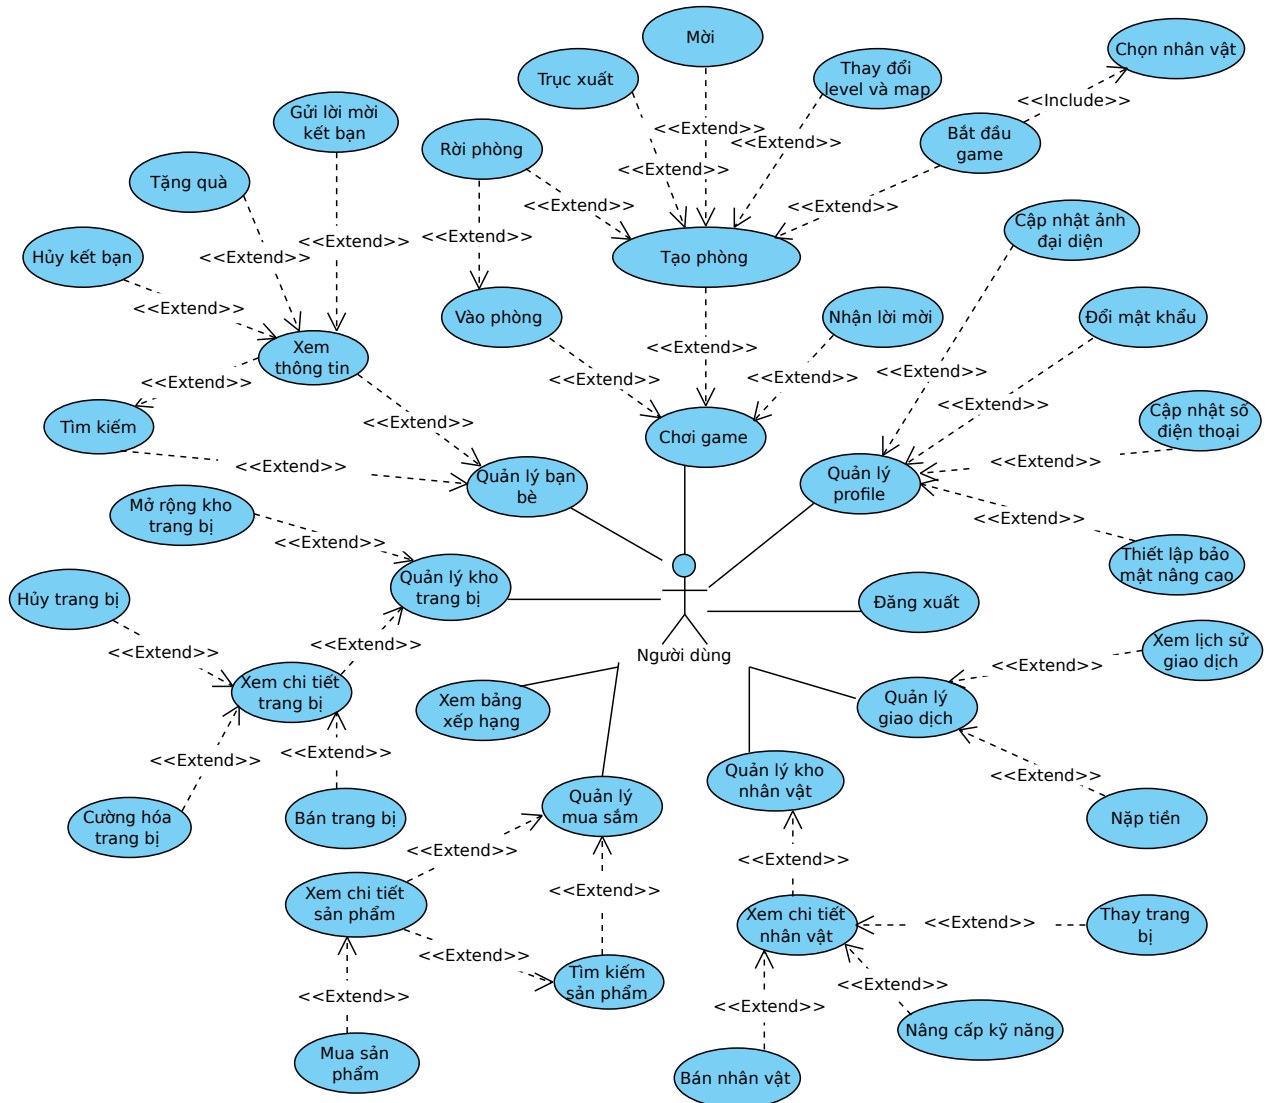 Mời
Chọn nhân vật
Trục xuất
Thay đổi
level và map
<<Include>>
Gửi lời mời
kết bạn
<<Extend>>
Bắt đầu
game
Rời phòng
<<Extend>>
<<Extend>>
Tặng quà
<<Extend>>
<<Extend>>
Cập nhật ảnh
đại diện
<<Extend>>
<<Extend>>
Hủy kết bạn
<<Extend>>
Tạo phòng
<<Extend>>
Vào phòng
Nhận lời mời
Đổi mật khẩu
Xem
thông tin
<<Extend>>
<<Extend>>
<<Extend>>
<<Extend>>
<<Extend>>
<<Extend>>
Cập nhật số
điện thoại
Tìm kiếm
<<Extend>>
Chơi game
<<Extend>>
<<Extend>>
Quản lý bạn
bè
Quản lý
profile
Mở rộng kho
trang bị
<<Extend>>
<<Extend>>
Thiết lập bảo
mật nâng cao
Quản lý kho
trang bị
Hủy trang bị
Đăng xuất
<<Extend>>
<<Extend>>
Người dùng
Xem lịch sử
giao dịch
<<Extend>>
Xem chi tiết
trang bị
Xem bảng
xếp hạng
Quản lý
giao dịch
<<Extend>>
<<Extend>>
Quản lý kho
nhân vật
<<Extend>>
Quản lý
mua sắm
Cường hóa
trang bị
Bán trang bị
Nạp tiền
<<Extend>>
<<Extend>>
Xem chi tiết
sản phẩm
<<Extend>>
Xem chi tiết
nhân vật
<<Extend>>
Thay trang
bị
<<Extend>>
Tìm kiếm
sản phẩm
<<Extend>>
<<Extend>>
<<Extend>>
Nâng cấp kỹ năng
Mua sản
phẩm
Bán nhân vật